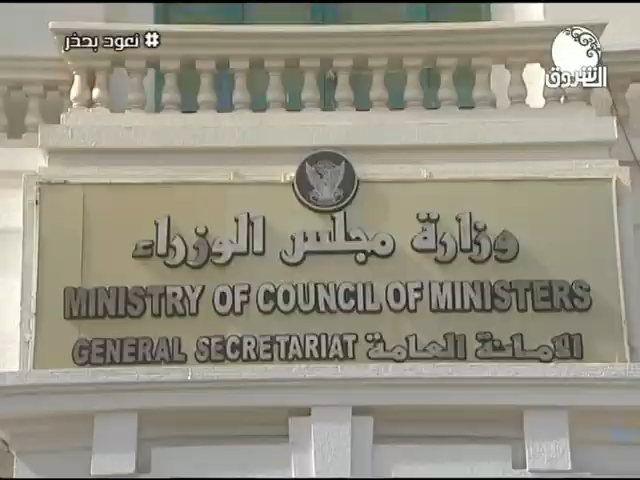 # نعود بحذر
الشروق
وزارة مجلس الوزراء
MINISTRY OF COUNCIL OF MINISTERS
GENERAL SECRETARIAT الامانة العامة